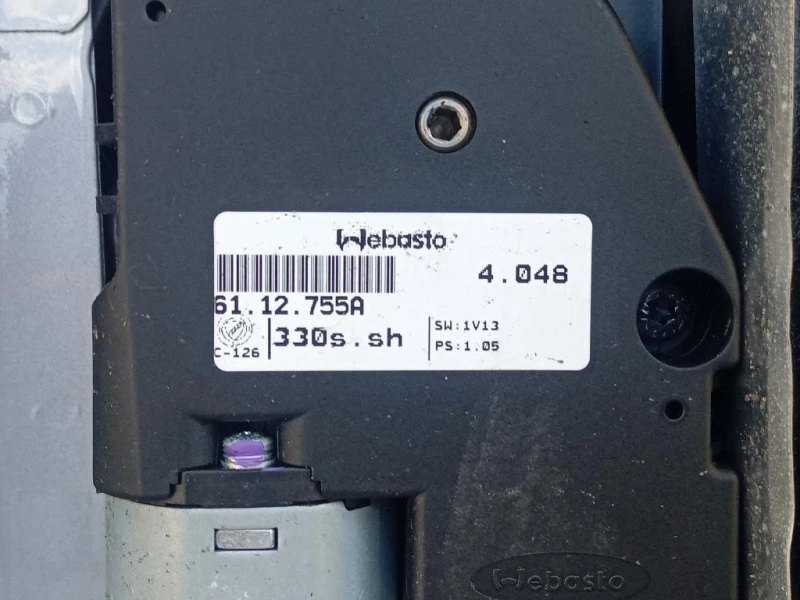 Webasto
4.048
61.12.755A
C-126
330s.sh
SW:1V13
PS:1.05
Webasto